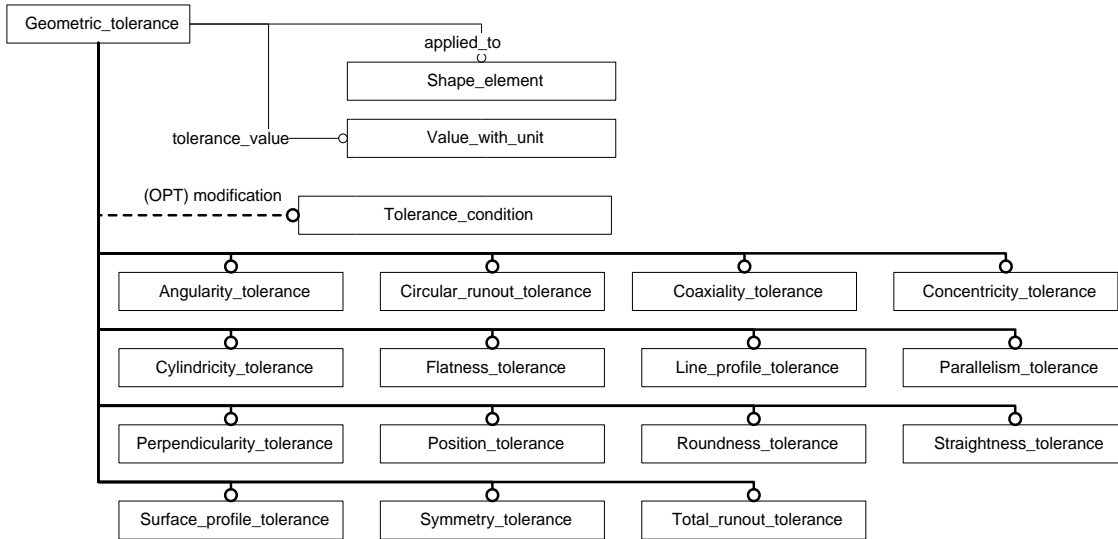 Geometric_tolerance
applied_to
Shape_element
tolerance_value
Value_with_unit
(OPT) modification
Tolerance_condition
Angularity_tolerance
Circular_runout_tolerance
Coaxiality_tolerance
Concentricity_tolerance
Cylindricity_tolerance
Flatness_tolerance
Line_profile_tolerance
Parallelism_tolerance
Perpendicularity_tolerance
Position_tolerance
Roundness_tolerance
Straightness_tolerance
Surface_profile_tolerance
Symmetry_tolerance
Total_runout_tolerance